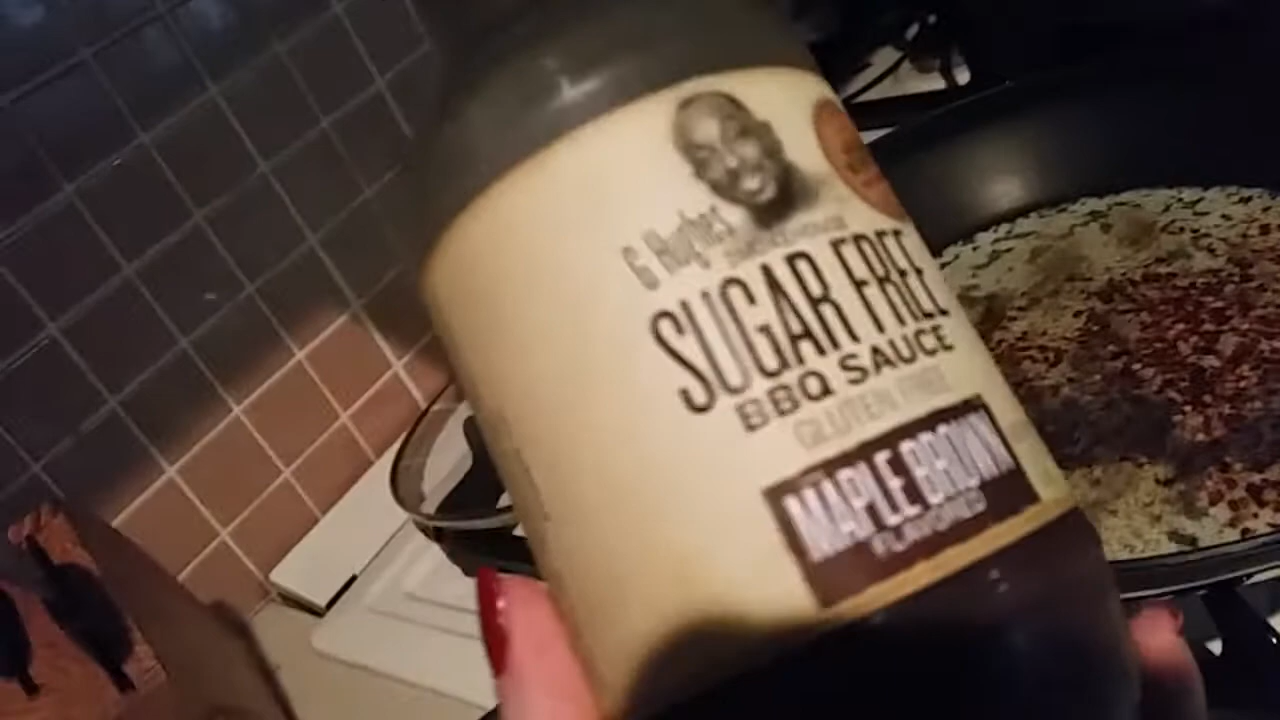 G Hughes
SUGAR FREE
BBQ SAUCE
GLUTEN FREE
MAPLE BROWN
FLAVORED